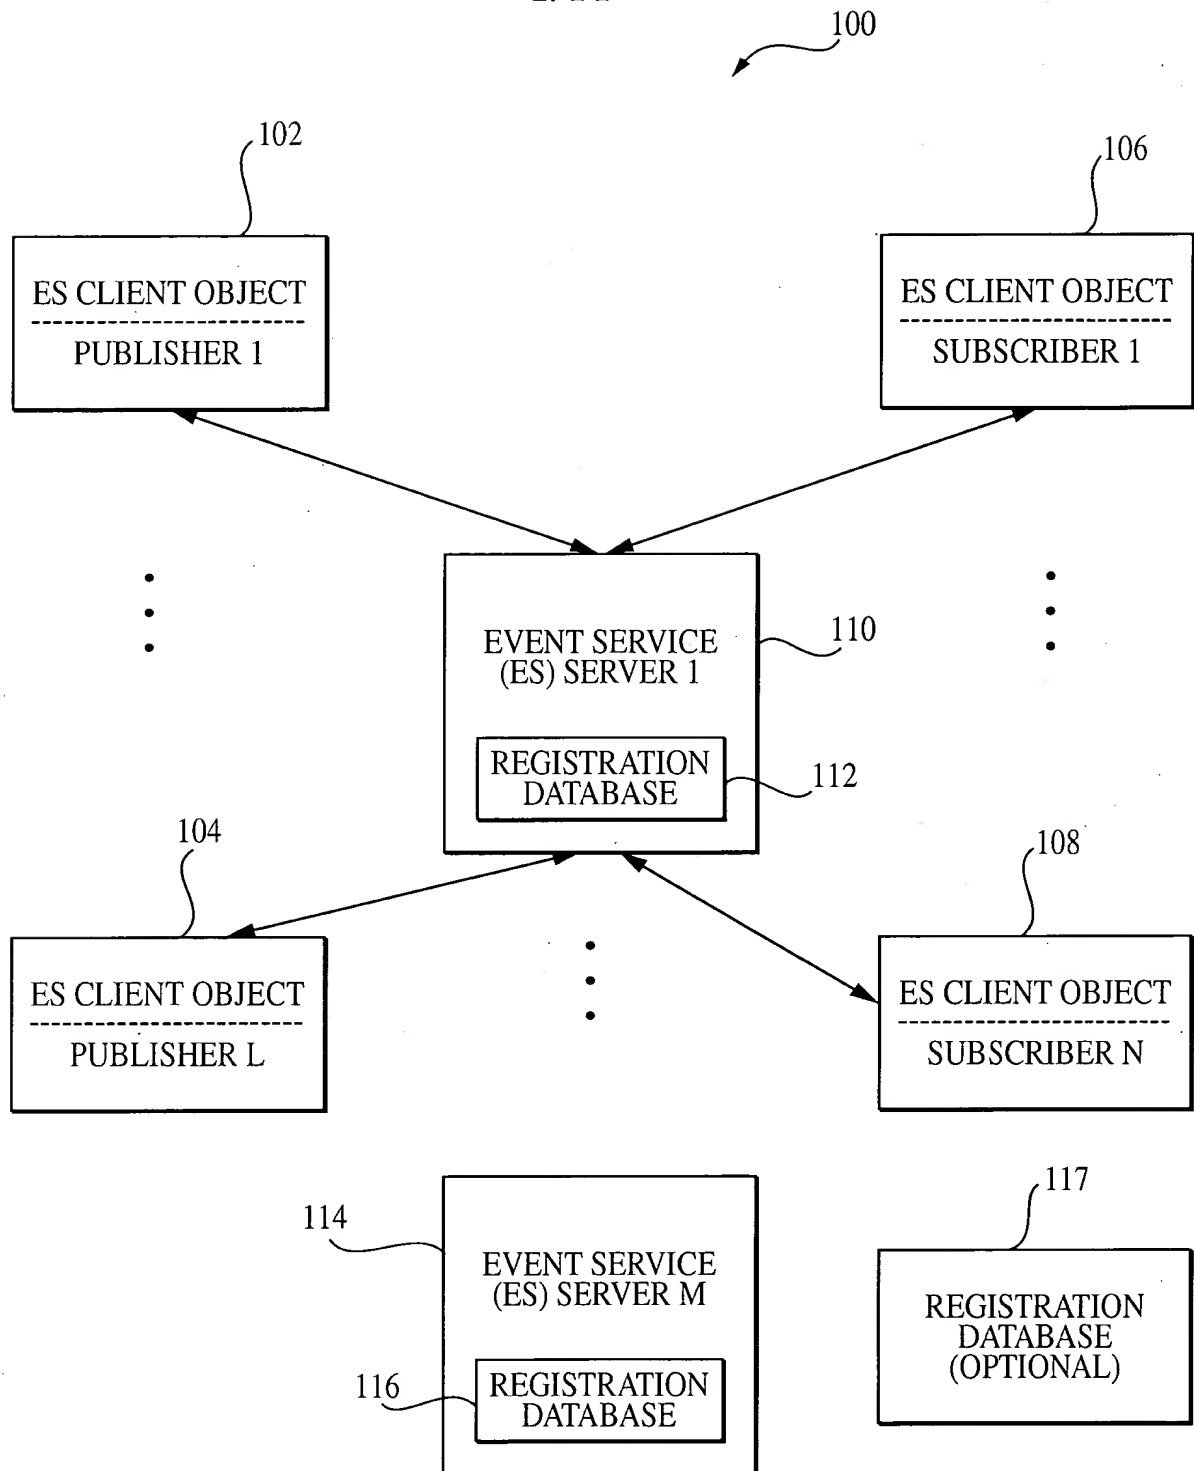 100
102
106
ES CLIENT OBJECT
PUBLISHER 1
ES CLIENT OBJECT
SUBSCRIBER 1
EVENT SERVICE
(ES) SERVER 1
110
REGISTRATION
DATABASE
112
104
108
ES CLIENT OBJECT
PUBLISHER L
ES CLIENT OBJECT
SUBSCRIBER N
117
114
EVENT SERVICE
(ES) SERVER M
REGISTRATION
DATABASE
(OPTIONAL)
116
REGISTRATION
DATABASE